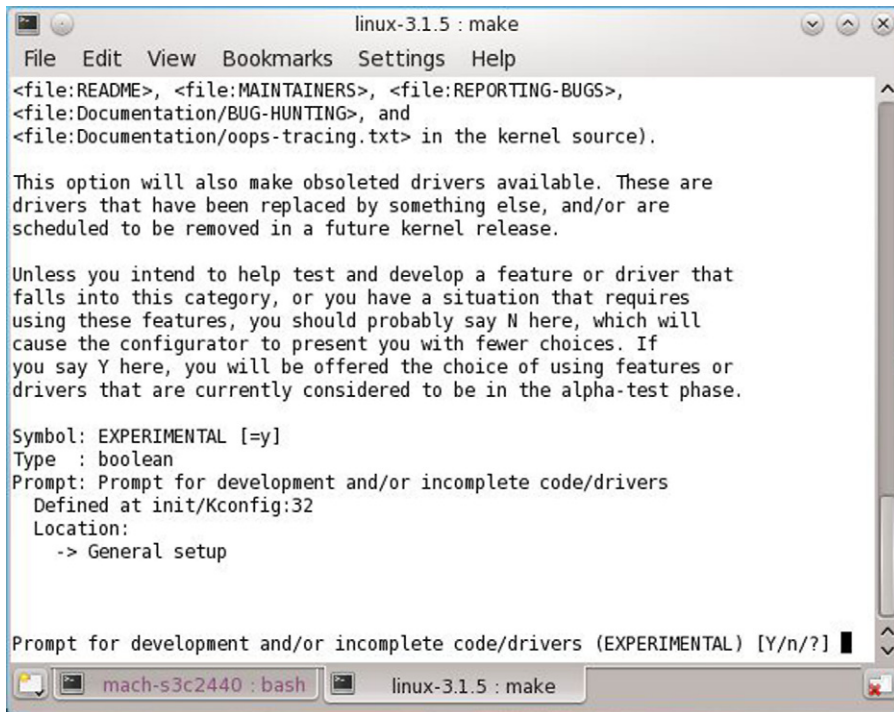 linux-3.1.5 : make
File Edit View Bookmarks Settings Help
<file:README>, <file:MAINTAINERS>, <file:REPORTING-BUGS>,
<file:Documentation/BUG-HUNTING>, and
<file:Documentation/oops-tracing.txt> in the kernel source).
This option will also make obsoleted drivers available. These are
drivers that have been replaced by something else, and/or are
scheduled to be removed in a future kernel release.
Unless you intend to help test and develop a feature or driver that
falls into this category, or you have a situation that requires
using these features, you should probably say N here, which will
cause the configurator to present you with fewer choices. If
you say Y here, you will be offered the choice of using features or
drivers that are currently considered to be in the alpha-test phase.
Symbol: EXPERIMENTAL [=y]
Type  : boolean
Prompt: Prompt for development and/or incomplete code/drivers
  Defined at init/Kconfig:32
  Location:
    -> General setup
Prompt for development and/or incomplete code/drivers (EXPERIMENTAL) [Y/n/?]
mach-s3c2440 : bash
linux-3.1.5 : make